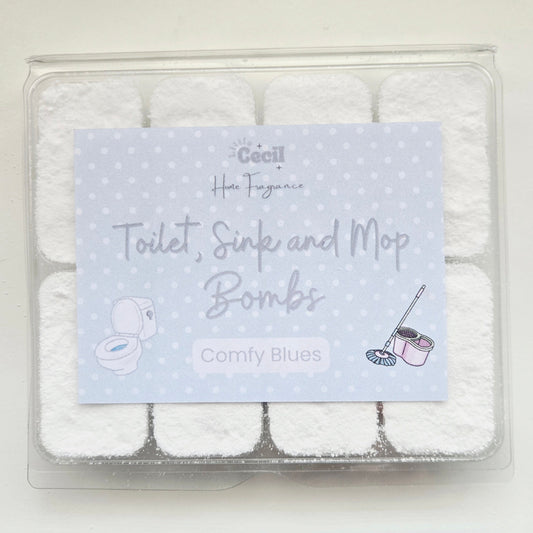 Cecil
Home Fragrance
Toilet, Sink and Mop
Bombs
Comfy Blues